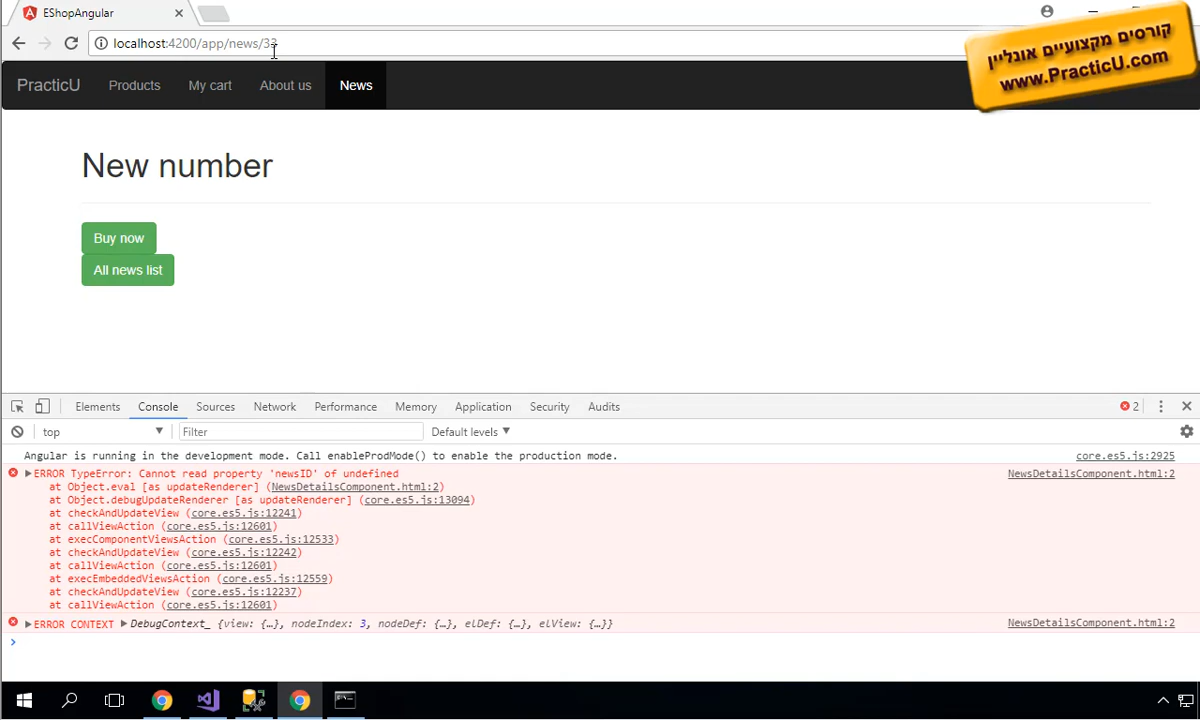 EShopAngular
localhost:4200/app/news/33
קורסים מקצועיים אונליין
www.PracticU.com
PracticU Products My cart About us News
New number
Buy now
All news list
Elements Console Sources Network Performance Memory Application Security Audits 2
top Filter Default levels
Angular is running in the development mode. Call enableProdMode() to enable the production mode. core.es5.js:2925
ERROR TypeError: Cannot read property 'newsID' of undefined NewsDetailsComponent.html:2
at Object.eval [as updateRenderer] (NewsDetailsComponent.html:2)
at Object.debugUpdateRenderer [as updateRenderer] (core.es5.js:13094)
at checkAndUpdateView (core.es5.js:12241)
at callViewAction (core.es5.js:12601)
at execComponentViewsAction (core.es5.js:12533)
at checkAndUpdateView (core.es5.js:12242)
at callViewAction (core.es5.js:12601)
at execEmbeddedViewsAction (core.es5.js:12559)
at checkAndUpdateView (core.es5.js:12237)
at callViewAction (core.es5.js:12601)
ERROR CONTEXT DebugContext_ {view: {…}, nodeIndex: 3, nodeDef: {…}, elDef: {…}, elView: {…}} NewsDetailsComponent.html:2